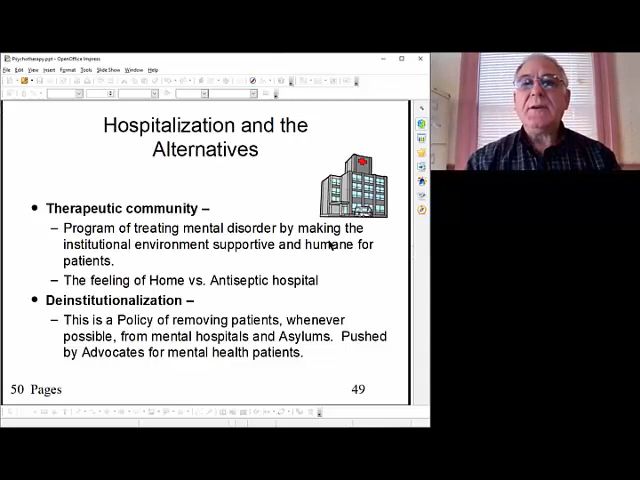 Psychotherapy.ppt - OpenOffice Impress
File Edit View Insert Format Tools Slide Show Window Help
Hospitalization and the
Alternatives
• Therapeutic community –
– Program of treating mental disorder by making the
institutional environment supportive and humane for
patients.
– The feeling of Home vs. Antiseptic hospital
• Deinstitutionalization –
– This is a Policy of removing patients, whenever
possible, from mental hospitals and Asylums. Pushed
by Advocates for mental health patients.
50 Pages
49